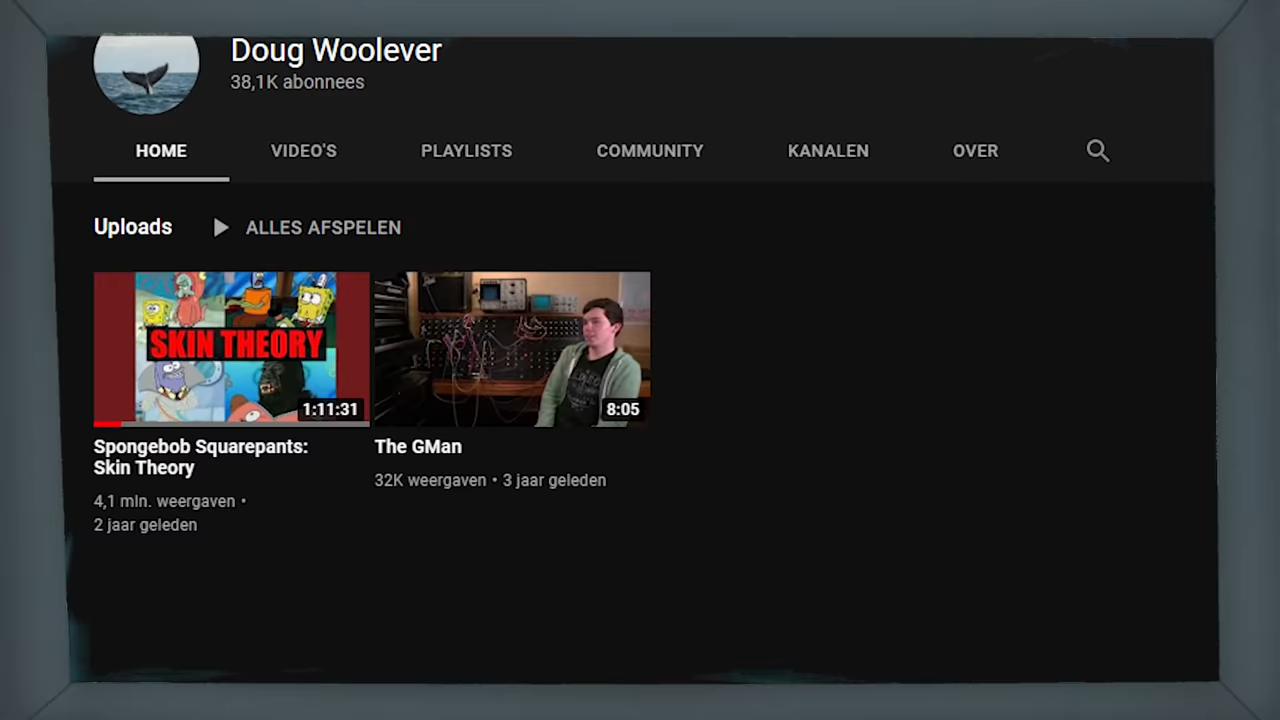 Doug Woolever
38,1K abonnees
HOME VIDEO'S PLAYLISTS COMMUNITY KANALEN OVER
Uploads ALLES AFSPELEN
SKIN THEORY
1:11:31 8:05
Spongebob Squarepants:
Skin Theory
4,1 mln. weergaven •
2 jaar geleden
The GMan
32K weergaven • 3 jaar geleden